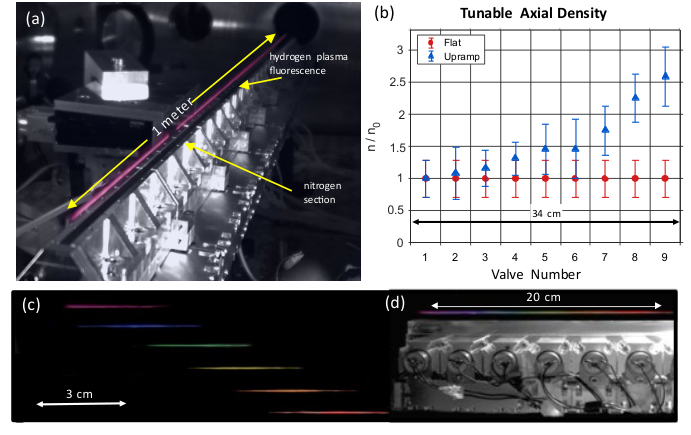 (a)
hydrogen plasma
fluorescence
1 meter
nitrogen
section
(b)
Tunable Axial Density
Flat
Upramp
n / n0
3
2.5
2
1.5
1
0.5
0
34 cm
1 2 3 4 5 6 7 8 9
Valve Number
(c)
3 cm
(d)
20 cm